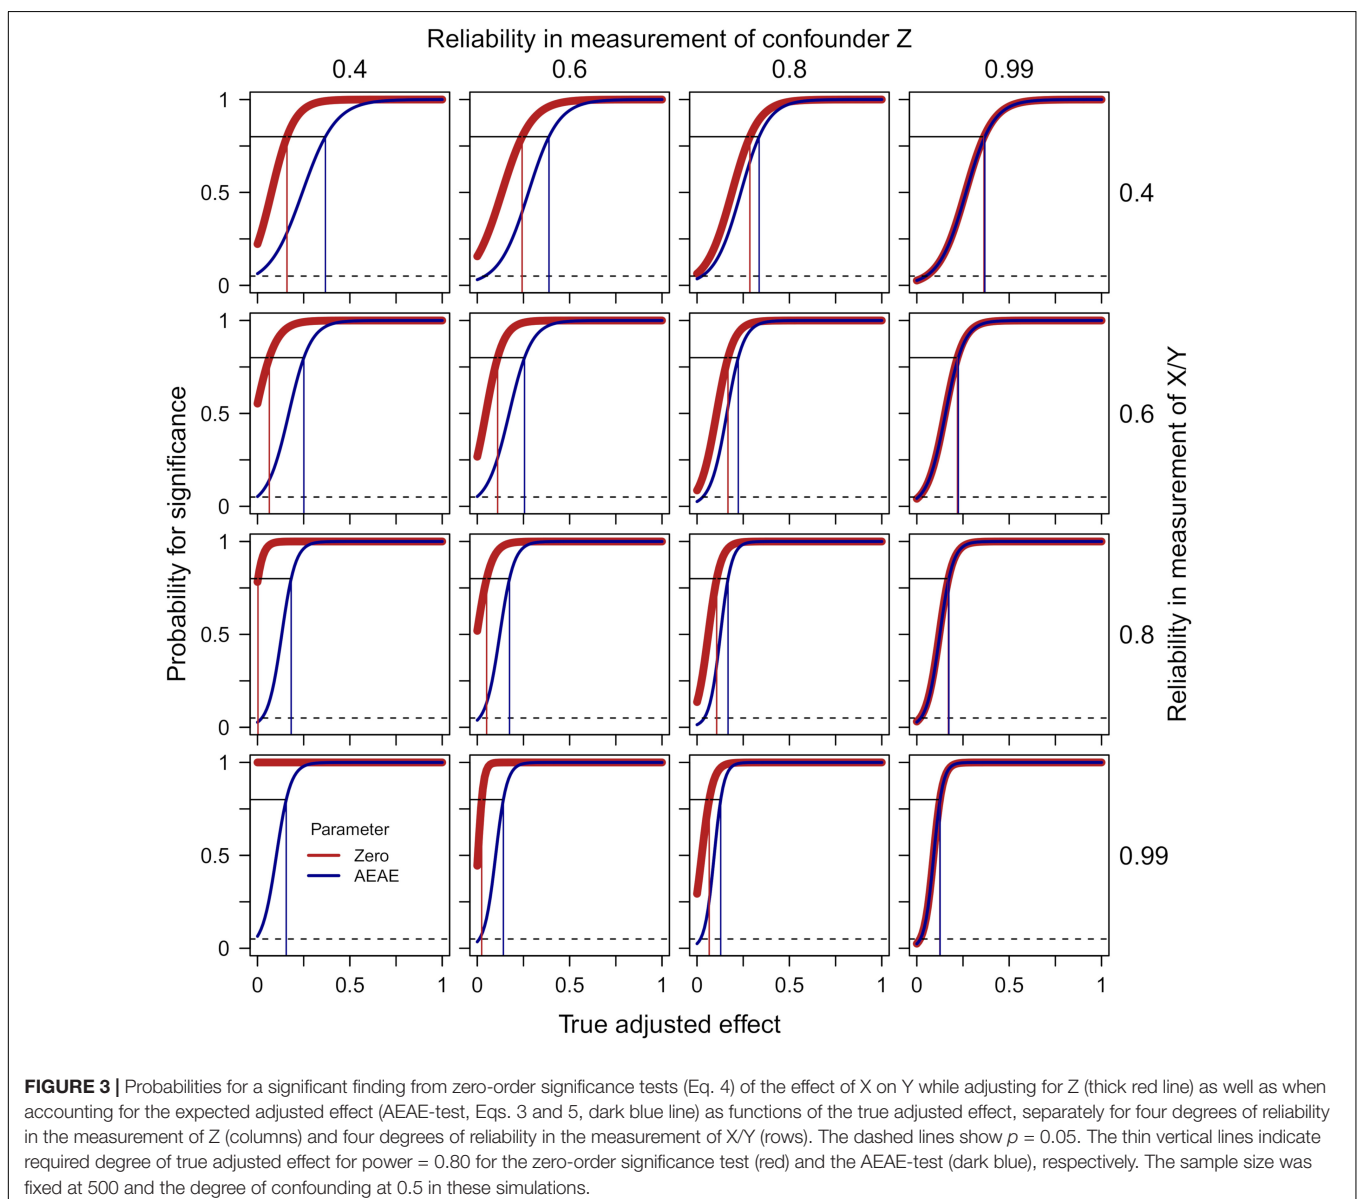 Reliability in measurement of confounder Z
0.4 0.6 0.8 0.99
1
0.5
0
0.4
1
0.5
0
0.6
1
0.5
0
0.8
1
0.5
0
0.99
Parameter
Zero
AEAE
0 0.5 1 0 0.5 1 0 0.5 1 0 0.5 1
True adjusted effect
Probability for significance
Reliability in measurement of X/Y
FIGURE 3 | Probabilities for a significant finding from zero-order significance tests (Eq. 4) of the effect of X on Y while adjusting for Z (thick red line) as well as when
accounting for the expected adjusted effect (AEAE-test, Eqs. 3 and 5, dark blue line) as functions of the true adjusted effect, separately for four degrees of reliability
in the measurement of Z (columns) and four degrees of reliability in the measurement of X/Y (rows). The dashed lines show p = 0.05. The thin vertical lines indicate
required degree of true adjusted effect for power = 0.80 for the zero-order significance test (red) and the AEAE-test (dark blue), respectively. The sample size was
fixed at 500 and the degree of confounding at 0.5 in these simulations.